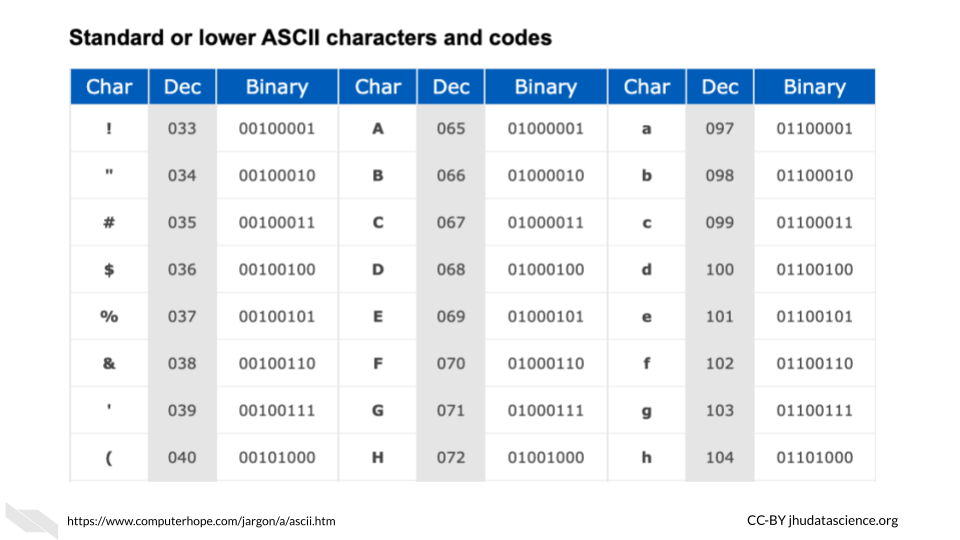 Standard or lower ASCII characters and codes
Char Dec Binary Char Dec Binary Char Dec Binary
! 033 00100001 A 065 01000001 a 097 01100001
" 034 00100010 B 066 01000010 b 098 01100010
# 035 00100011 C 067 01000011 c 099 01100011
$ 036 00100100 D 068 01000100 d 100 01100100
% 037 00100101 E 069 01000101 e 101 01100101
& 038 00100110 F 070 01000110 f 102 01100110
' 039 00100111 G 071 01000111 g 103 01100111
( 040 00101000 H 072 01001000 h 104 01101000
https://www.computerhope.com/jargon/a/ascii.htm
CC-BY jhudatascience.org